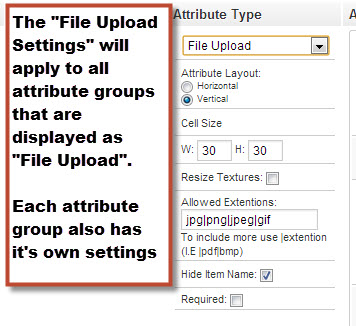 The "File Upload
Settings" will
apply to all
attribute groups
that are
displayed as
"File Upload".
Each attribute
group also has
it's own settings
Attribute Type
File Upload
Attribute Layout:
Horizontal
Vertical
Cell Size
W: 30 H: 30
Resize Textures:
Allowed Extentions:
jpg|png|jpeg|gif
To include more use |extention
(I.E |pdf|bmp)
Hide Item Name:
Required: